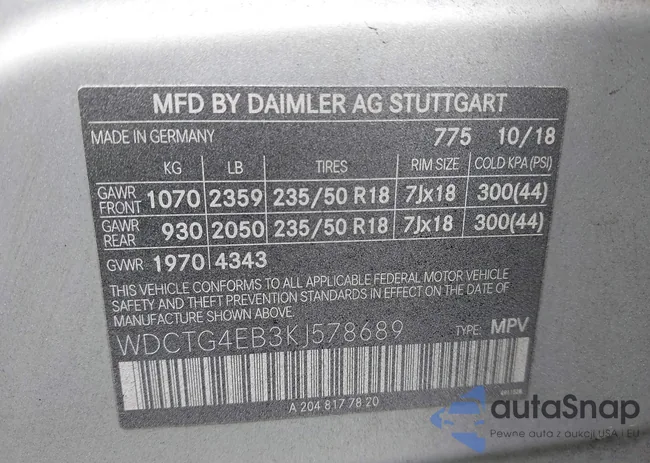 MFD BY DAIMLER AG STUTTGART
MADE IN GERMANY 775 10/18
KG LB TIRES RIM SIZE COLD KPA (PSI)
GAWR FRONT 1070 2359 235/50 R18 7Jx18 300(44)
GAWR REAR 930 2050 235/50 R18 7Jx18 300(44)
GVWR 1970 4343
THIS VEHICLE CONFORMS TO ALL APPLICABLE FEDERAL MOTOR VEHICLE
SAFETY AND THEFT PREVENTION STANDARDS IN EFFECT ON THE DATE OF
MANUFACTURE SHOWN ABOVE.
WDCTG4EB3KJ578689 TYPE: MPV
A 204 817 78 20
autaSnap
Pewne auta z aukcji USA i EU